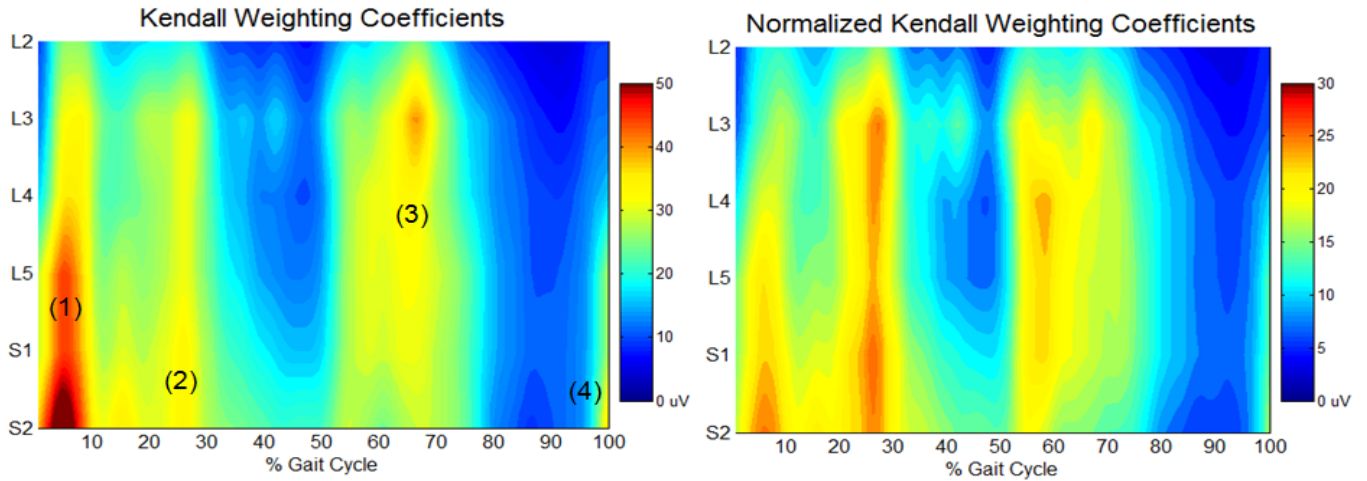 Kendall Weighting Coefficients
L2
L3
L4
L5
S1
S2
(1)
(2)
(3)
(4)
10 20 30 40 50 60 70 80 90 100
% Gait Cycle
50
40
30
20
10
0 uV
Normalized Kendall Weighting Coefficients
L2
L3
L4
L5
S1
S2
10 20 30 40 50 60 70 80 90 100
% Gait Cycle
30
25
20
15
10
5
0 uV